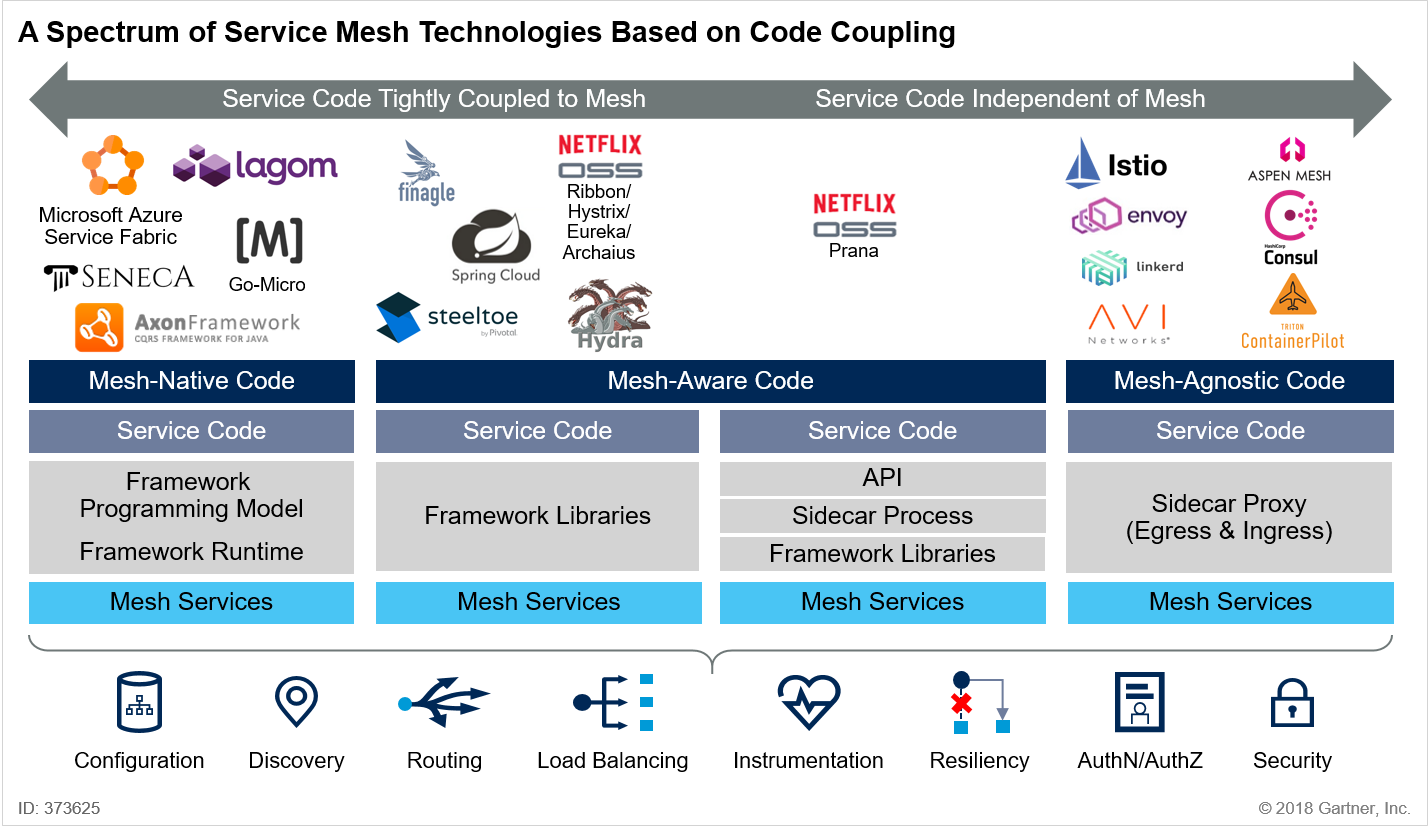 A Spectrum of Service Mesh Technologies Based on Code Coupling
Service Code Tightly Coupled to Mesh
Service Code Independent of Mesh
Microsoft Azure
Service Fabric
lagom
[M]
Go-Micro
SENECA
AxonFramework
CQRS FRAMEWORK FOR JAVA
finagle
Spring Cloud
steeltoe
by Pivotal
NETFLIX
OSS
Ribbon/
Hystrix/
Eureka/
Archaius
Hydra
NETFLIX
OSS
Prana
Istio
envoy
linkerd
AVI
Networks
ASPEN MESH
HashiCorp
Consul
TRITON
ContainerPilot
Mesh-Native Code
Mesh-Aware Code
Mesh-Agnostic Code
Service Code
Service Code
Service Code
Service Code
Framework
Programming Model
Framework Runtime
Framework Libraries
API
Sidecar Process
Framework Libraries
Sidecar Proxy
(Egress & Ingress)
Mesh Services
Mesh Services
Mesh Services
Mesh Services
Configuration
Discovery
Routing
Load Balancing
Instrumentation
Resiliency
AuthN/AuthZ
Security
ID: 373625
© 2018 Gartner, Inc.